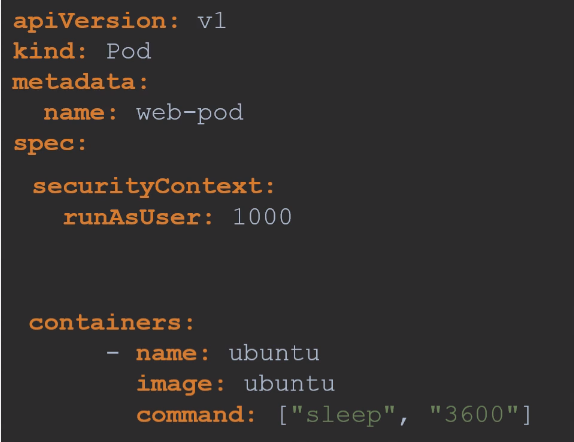 apiVersion: v1
kind: Pod
metadata:
  name: web-pod
spec:
  securityContext:
    runAsUser: 1000
  containers:
      - name: ubuntu
        image: ubuntu
        command: ["sleep", "3600"]